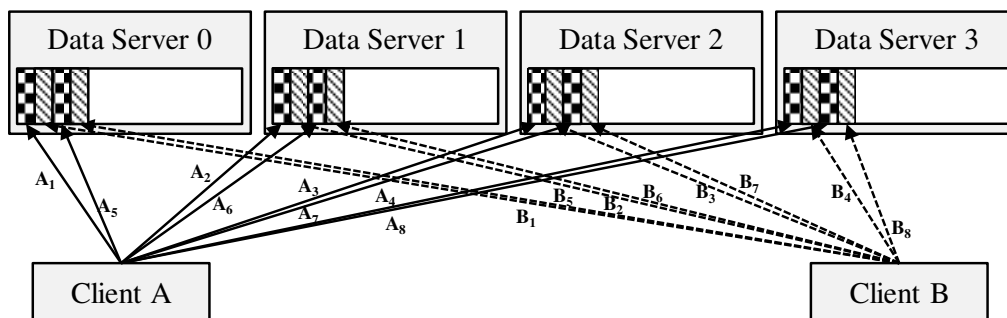 Data Server 0
Data Server 1
Data Server 2
Data Server 3
A1
A5
A2
A6
A3
A7
A4
A8
B1
B5
B2
B6
B3
B7
B4
B8
Client A
Client B